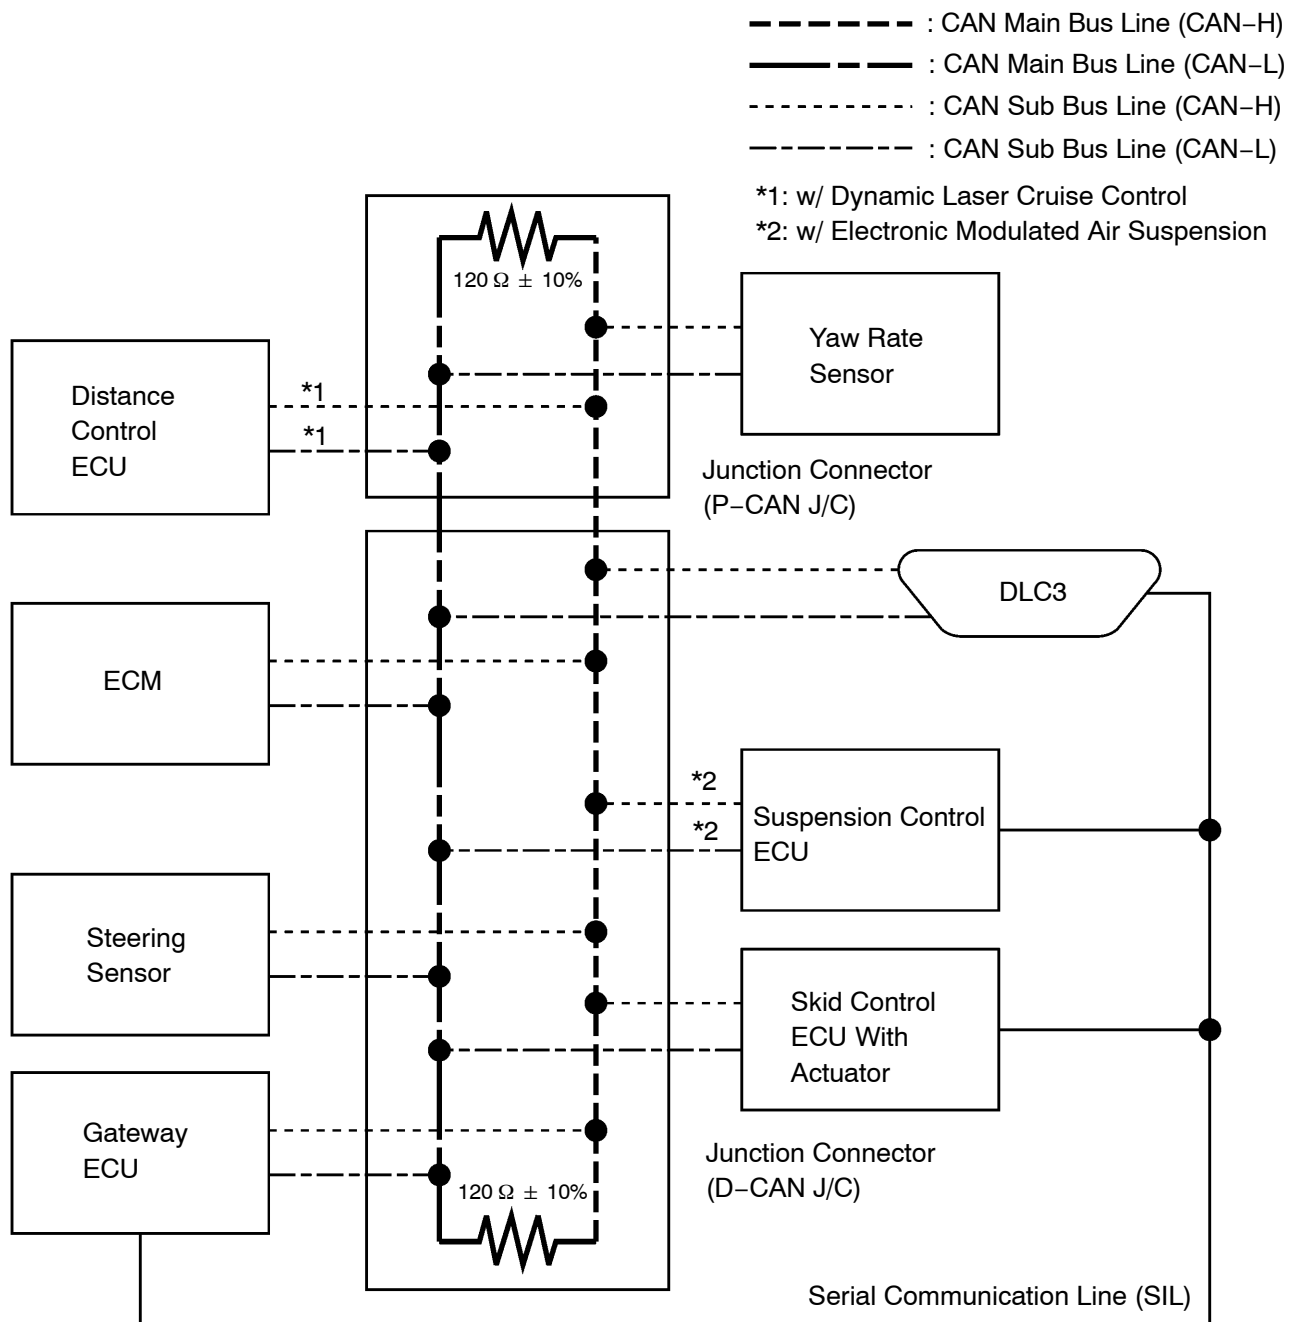 : CAN Main Bus Line (CAN−H)
: CAN Main Bus Line (CAN−L)
: CAN Sub Bus Line (CAN−H)
: CAN Sub Bus Line (CAN−L)
*1: w/ Dynamic Laser Cruise Control
*2: w/ Electronic Modulated Air Suspension
120 Ω ± 10%
Yaw Rate
Sensor
Distance
Control
ECU
*1
*1
Junction Connector
(P−CAN J/C)
DLC3
ECM
*2
*2
Suspension Control
ECU
Steering
Sensor
Skid Control
ECU With
Actuator
Gateway
ECU
Junction Connector
(D−CAN J/C)
120 Ω ± 10%
Serial Communication Line (SIL)